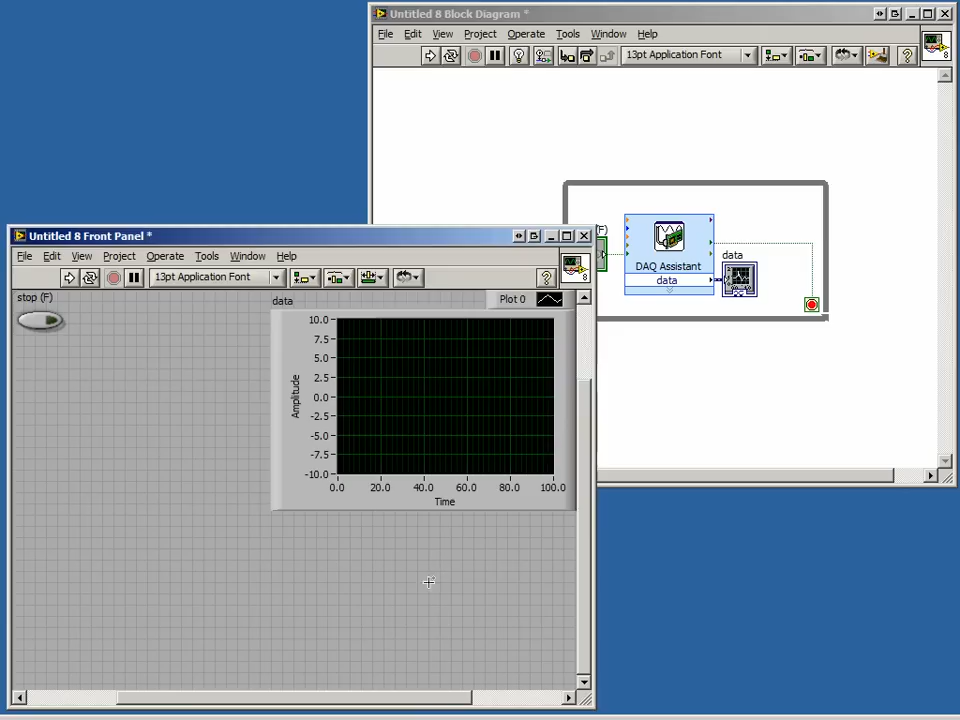 Untitled 8 Block Diagram *
File Edit View Project Operate Tools Window Help
13pt Application Font
8
(F)
DAQ Assistant
data
data
Untitled 8 Front Panel *
File Edit View Project Operate Tools Window Help
13pt Application Font
8
stop (F)
data
Plot 0
10.0
7.5
5.0
2.5
0.0
-2.5
-5.0
-7.5
-10.0
Amplitude
0.0 20.0 40.0 60.0 80.0 100.0
Time